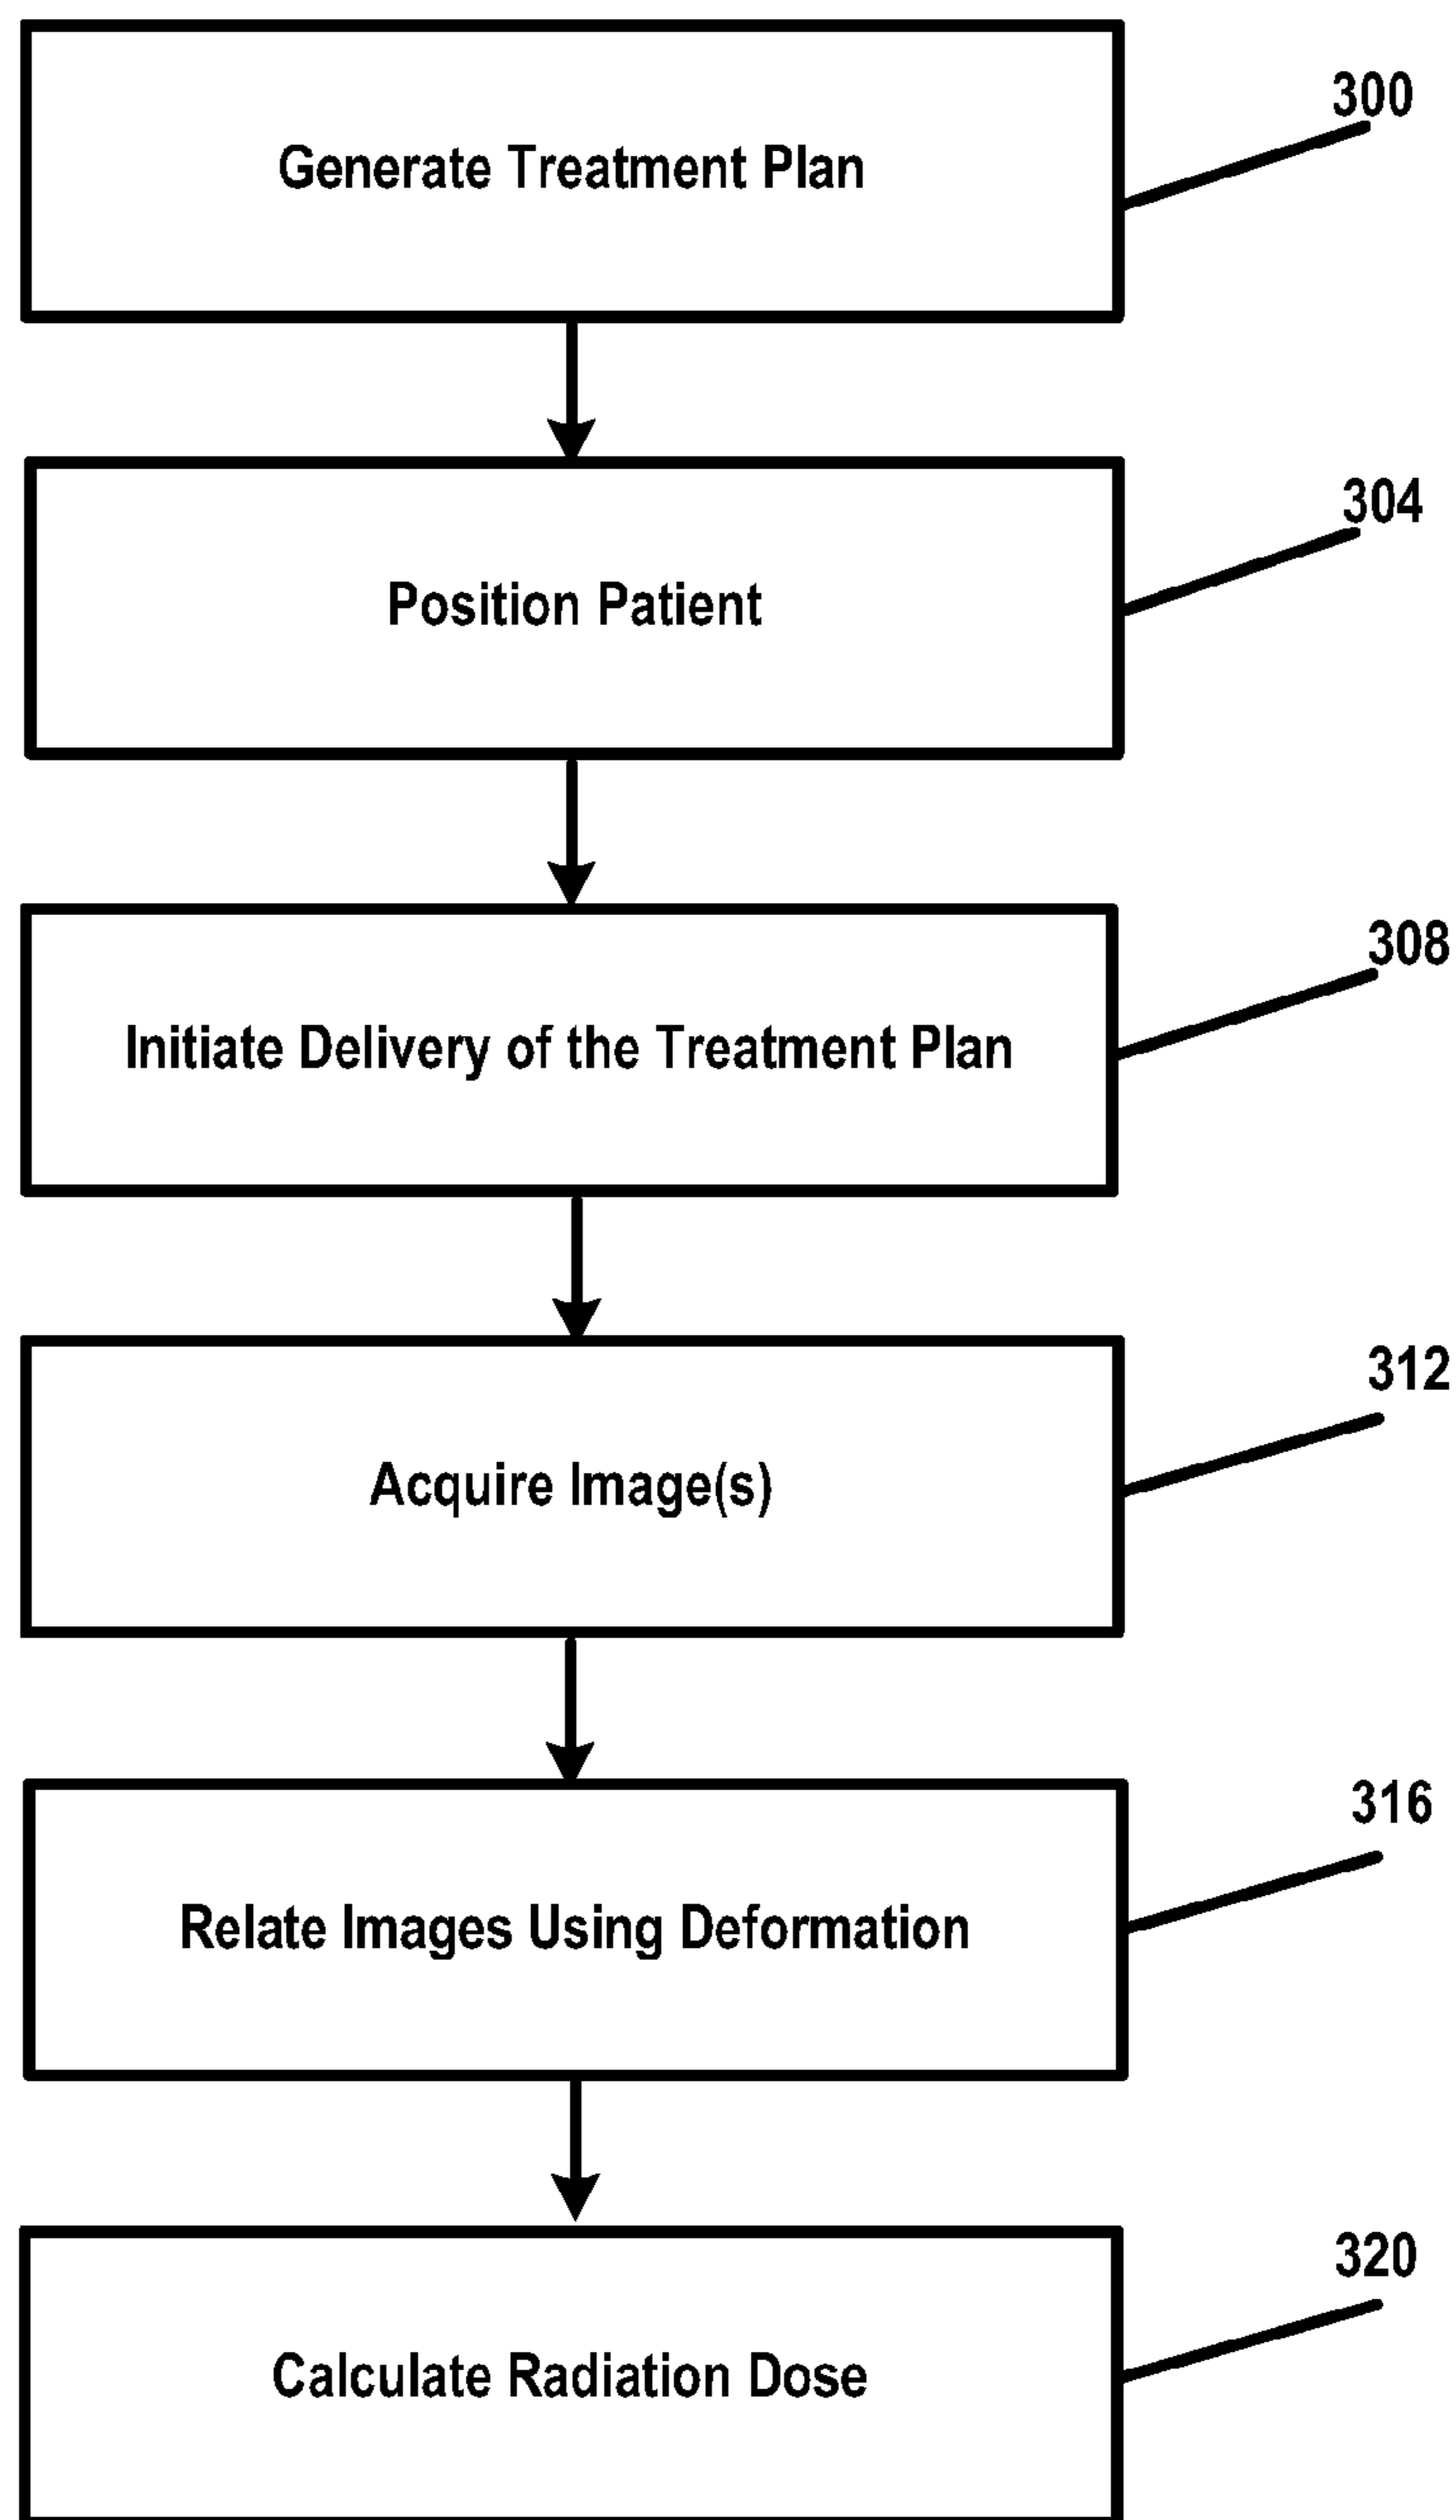 300
Generate Treatment Plan
304
Position Patient
308
Initiate Delivery of the Treatment Plan
312
Acquire Image(s)
316
Relate Images Using Deformation
320
Calculate Radiation Dose